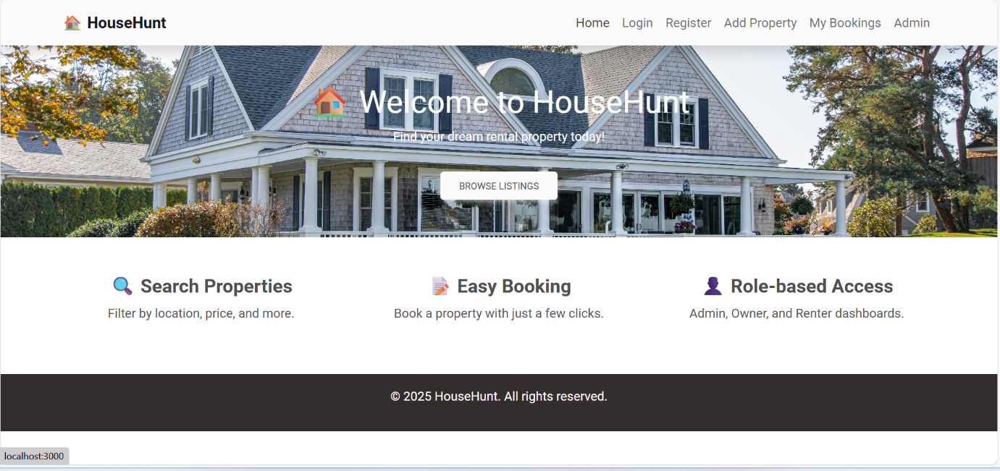 HouseHunt
Home Login Register Add Property My Bookings Admin
Welcome to HouseHunt
Find your dream rental property today!
BROWSE LISTINGS
Search Properties
Filter by location, price, and more.
Easy Booking
Book a property with just a few clicks.
Role-based Access
Admin, Owner, and Renter dashboards.
© 2025 HouseHunt. All rights reserved.
localhost:3000